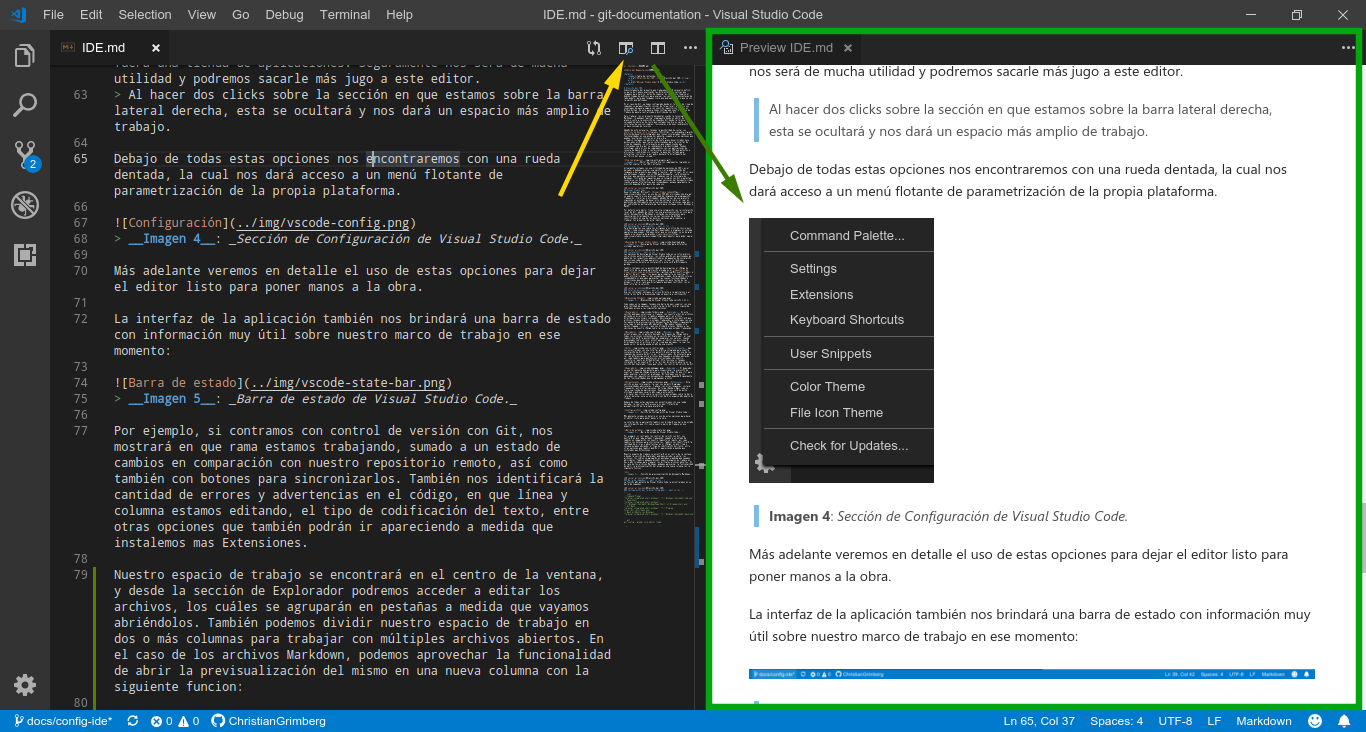 File Edit Selection View Go Debug Terminal Help
IDE.md - git-documentation - Visual Studio Code
IDE.md
fuera una tienda de aplicaciones. Seguramente nos será de mucha
utilidad y podremos sacarle más jugo a este editor.
63 > Al hacer dos clicks sobre la sección en que estamos sobre la barra
lateral derecha, esta se ocultará y nos dará un espacio más amplio de
trabajo.
64
65 Debajo de todas estas opciones nos encontraremos con una rueda
dentada, la cual nos dará acceso a un menú flotante de
parametrización de la propia plataforma.
66
67 ![Configuración](../img/vscode-config.png)
68 > __Imagen 4__: _Sección de Configuración de Visual Studio Code._
69
70 Más adelante veremos en detalle el uso de estas opciones para dejar
el editor listo para poner manos a la obra.
71
72 La interfaz de la aplicación también nos brindará una barra de estado
con información muy útil sobre nuestro marco de trabajo en ese
momento:
73
74 ![Barra de estado](../img/vscode-state-bar.png)
75 > __Imagen 5__: _Barra de estado de Visual Studio Code._
76
77 Por ejemplo, si contramos con control de versión con Git, nos
mostrará en que rama estamos trabajando, sumado a un estado de
cambios en comparación con nuestro repositorio remoto, así como
también con botones para sincronizarlos. También nos identificará la
cantidad de errores y advertencias en el código, en que línea y
columna estamos editando, el tipo de codificación del texto, entre
otras opciones que también podrán ir apareciendo a medida que
instalemos mas Extensiones.
78
79 Nuestro espacio de trabajo se encontrará en el centro de la ventana,
y desde la sección de Explorador podremos acceder a editar los
archivos, los cuáles se agruparán en pestañas a medida que vayamos
abriéndolos. También podemos dividir nuestro espacio de trabajo en
dos o más columnas para trabajar con múltiples archivos abiertos. En
el caso de los archivos Markdown, podemos aprovechar la funcionalidad
de abrir la previsualización del mismo en una nueva columna con la
siguiente funcion:
80
2
Preview IDE.md
nos será de mucha utilidad y podremos sacarle más jugo a este editor.
Al hacer dos clicks sobre la sección en que estamos sobre la barra lateral derecha,
esta se ocultará y nos dará un espacio más amplio de trabajo.
Debajo de todas estas opciones nos encontraremos con una rueda dentada, la cual nos
dará acceso a un menú flotante de parametrización de la propia plataforma.
Command Palette...
Settings
Extensions
Keyboard Shortcuts
User Snippets
Color Theme
File Icon Theme
Check for Updates...
Imagen 4: Sección de Configuración de Visual Studio Code.
Más adelante veremos en detalle el uso de estas opciones para dejar el editor listo para
poner manos a la obra.
La interfaz de la aplicación también nos brindará una barra de estado con información muy
útil sobre nuestro marco de trabajo en ese momento:
docs/config-ide* 0 0 ChristianGrimberg Spaces: 4 UTF-8 LF Markdown
docs/config-ide* 0 0 ChristianGrimberg Ln 65, Col 37 Spaces: 4 UTF-8 LF Markdown